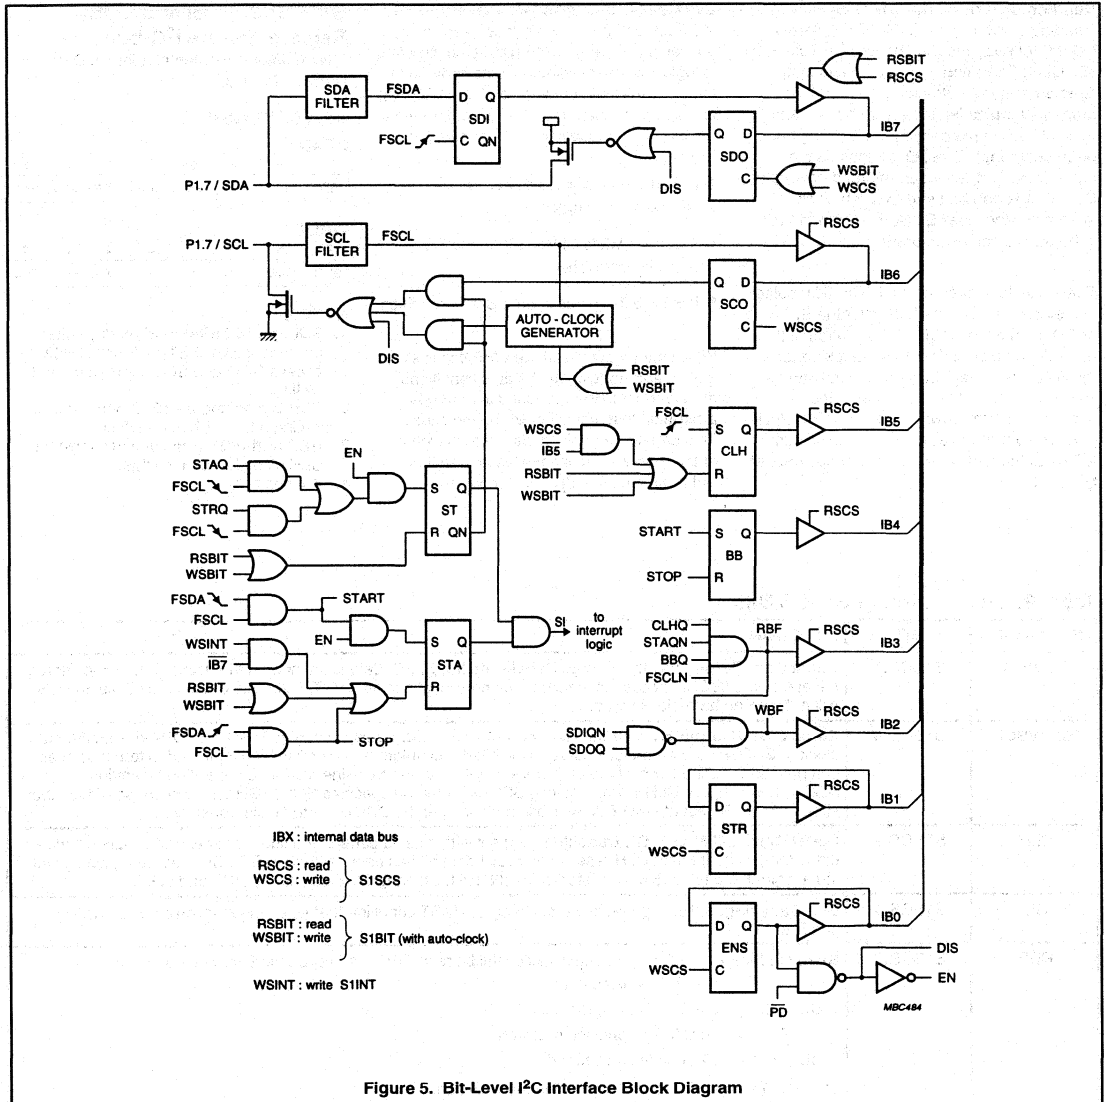 RSBIT
RSCS
SDA
FILTER
FSDA
D Q
SDI
C QN
FSCL
IB7
Q D
SDO
C
DIS
WSBIT
WSCS
P1.7 / SDA
P1.7 / SCL
SCL
FILTER
FSCL
RSCS
IB6
Q D
SCO
C
WSCS
AUTO - CLOCK
GENERATOR
DIS
RSBIT
WSBIT
FSCL
WSCS
IB5
RSBIT
WSBIT
S Q
CLH
R
RSCS
IB5
STAQ
FSCL
STRQ
FSCL
EN
S Q
ST
R QN
RSBIT
WSBIT
START
STOP
S Q
BB
R
RSCS
IB4
FSDA
FSCL
START
EN
WSINT
IB7
RSBIT
WSBIT
FSDA
FSCL
STOP
S Q
STA
R
SI
to
interrupt
logic
CLHQ
STAQN
BBQ
FSCLN
RBF
RSCS
IB3
SDIQN
SDOQ
WBF
RSCS
IB2
D Q
STR
C
WSCS
RSCS
IB1
D Q
ENS
C
WSCS
RSCS
IB0
PD
DIS
EN
MBC484
IBX : internal data bus
RSCS : read
WSCS : write
S1SCS
RSBIT : read
WSBIT : write
S1BIT (with auto-clock)
WSINT : write S1INT
Figure 5. Bit-Level I²C Interface Block Diagram